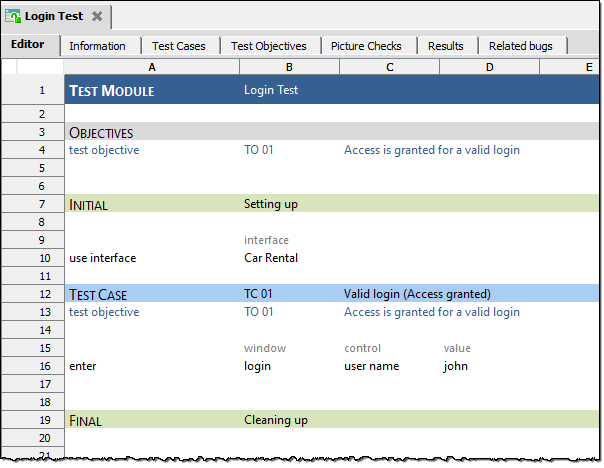 Login Test
Editor Information Test Cases Test Objectives Picture Checks Results Related bugs
A B C D E
1 TEST MODULE Login Test
2
3 OBJECTIVES
4 test objective TO 01 Access is granted for a valid login
5
6
7 INITIAL Setting up
8
9 interface
10 use interface Car Rental
11
12 TEST CASE TC 01 Valid login (Access granted)
13 test objective TO 01 Access is granted for a valid login
14
15 window control value
16 enter login user name john
17
18
19 FINAL Cleaning up
20
21